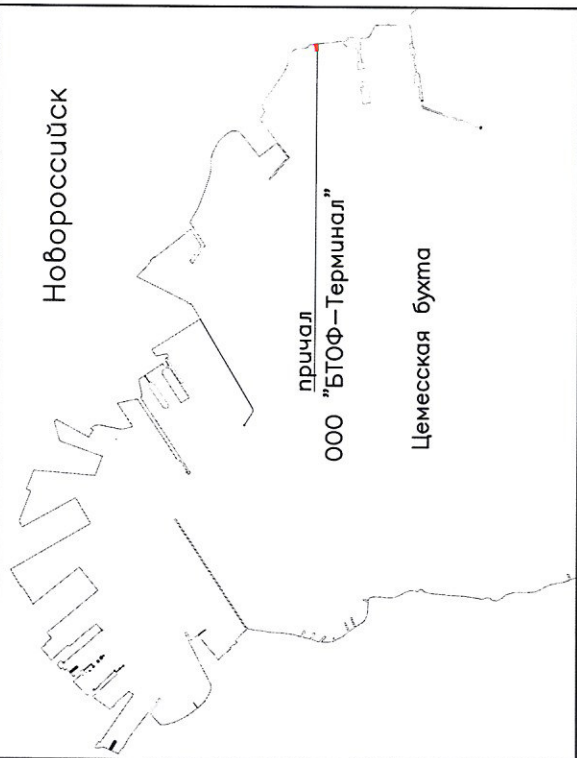 Новороссийск
причал
ООО "БТОФ-Терминал"
Цемесская бухта